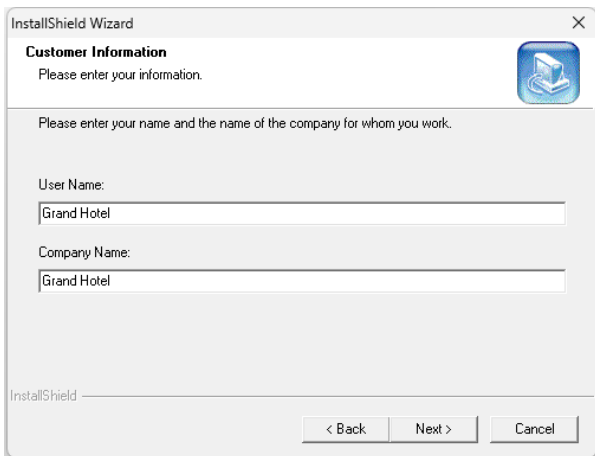 InstallShield Wizard
Customer Information
Please enter your information.
Please enter your name and the name of the company for whom you work.
User Name:
Grand Hotel
Company Name:
Grand Hotel
InstallShield
< Back Next > Cancel